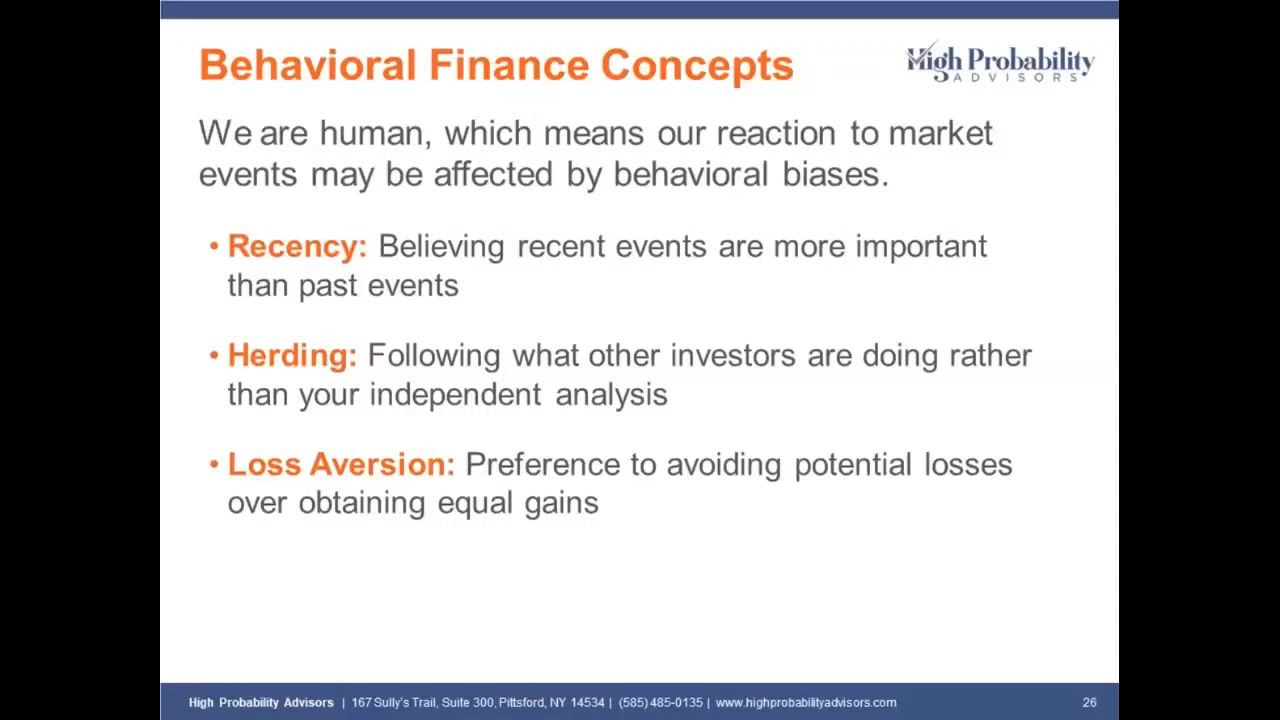 Behavioral Finance Concepts
High Probability
ADVISORS
We are human, which means our reaction to market
events may be affected by behavioral biases.
• Recency: Believing recent events are more important
than past events
• Herding: Following what other investors are doing rather
than your independent analysis
• Loss Aversion: Preference to avoiding potential losses
over obtaining equal gains
High Probability Advisors | 167 Sully's Trail, Suite 300, Pittsford, NY 14534 | (585) 485-0135 | www.highprobabilityadvisors.com 26